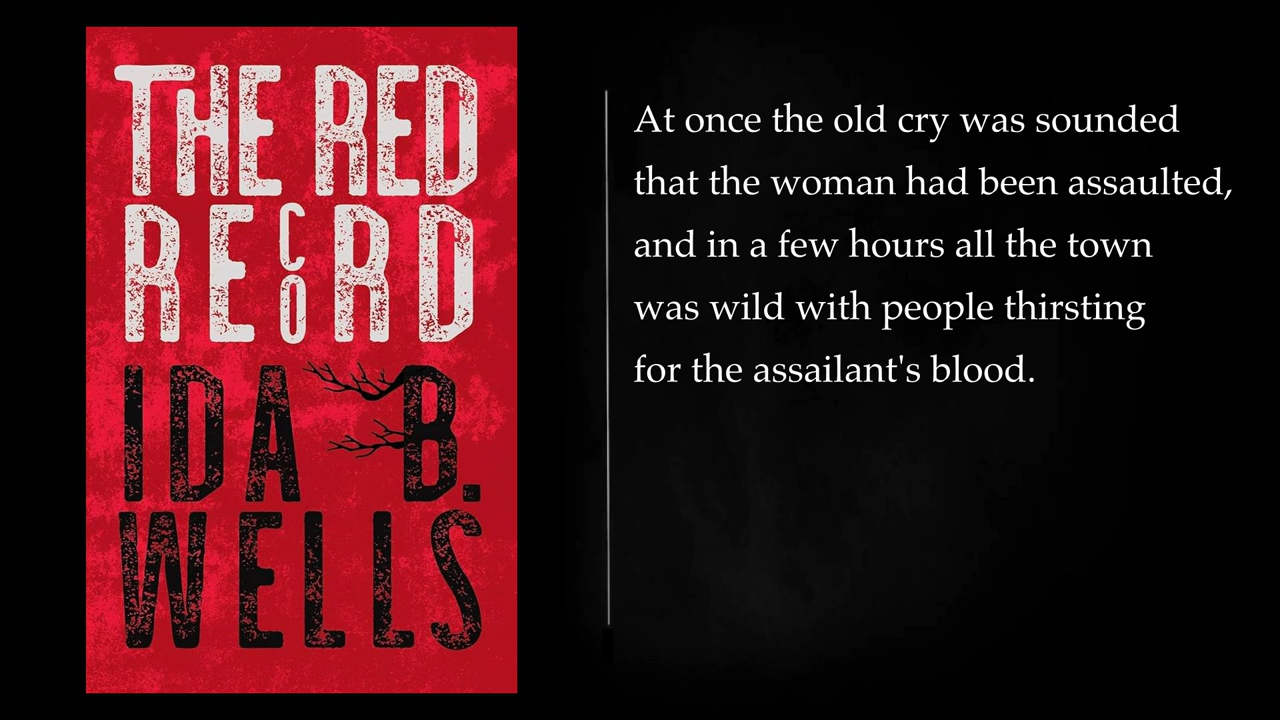 THE RED
RECORD
IDA B.
WELLS
At once the old cry was sounded
that the woman had been assaulted,
and in a few hours all the town
was wild with people thirsting
for the assailant's blood.